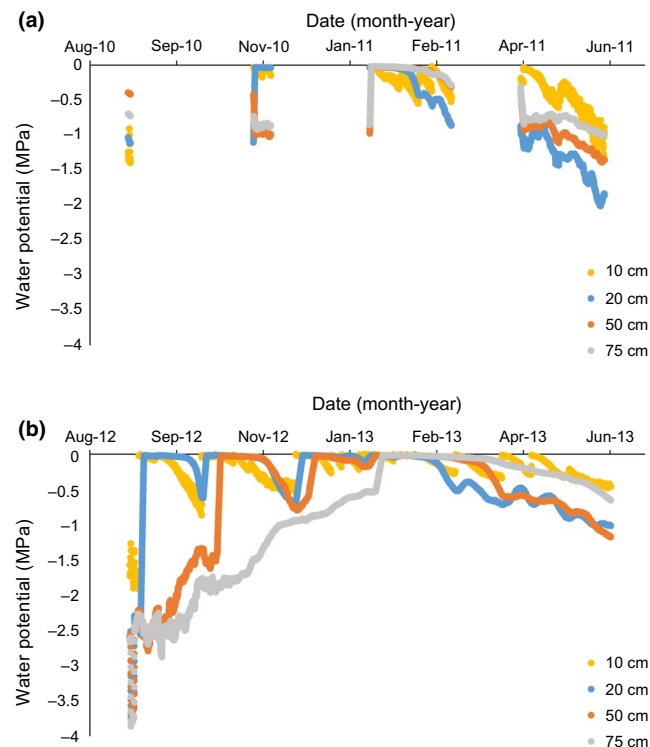 (a)
Date (month-year)
Aug-10 Sep-10 Nov-10 Jan-11 Feb-11 Apr-11 Jun-11
Water potential (MPa)
0
−0.5
−1
−1.5
−2
−2.5
−3
−3.5
−4
10 cm
20 cm
50 cm
75 cm
(b)
Date (month-year)
Aug-12 Sep-12 Nov-12 Jan-13 Feb-13 Apr-13 Jun-13
Water potential (MPa)
0
−0.5
−1
−1.5
−2
−2.5
−3
−3.5
−4
10 cm
20 cm
50 cm
75 cm